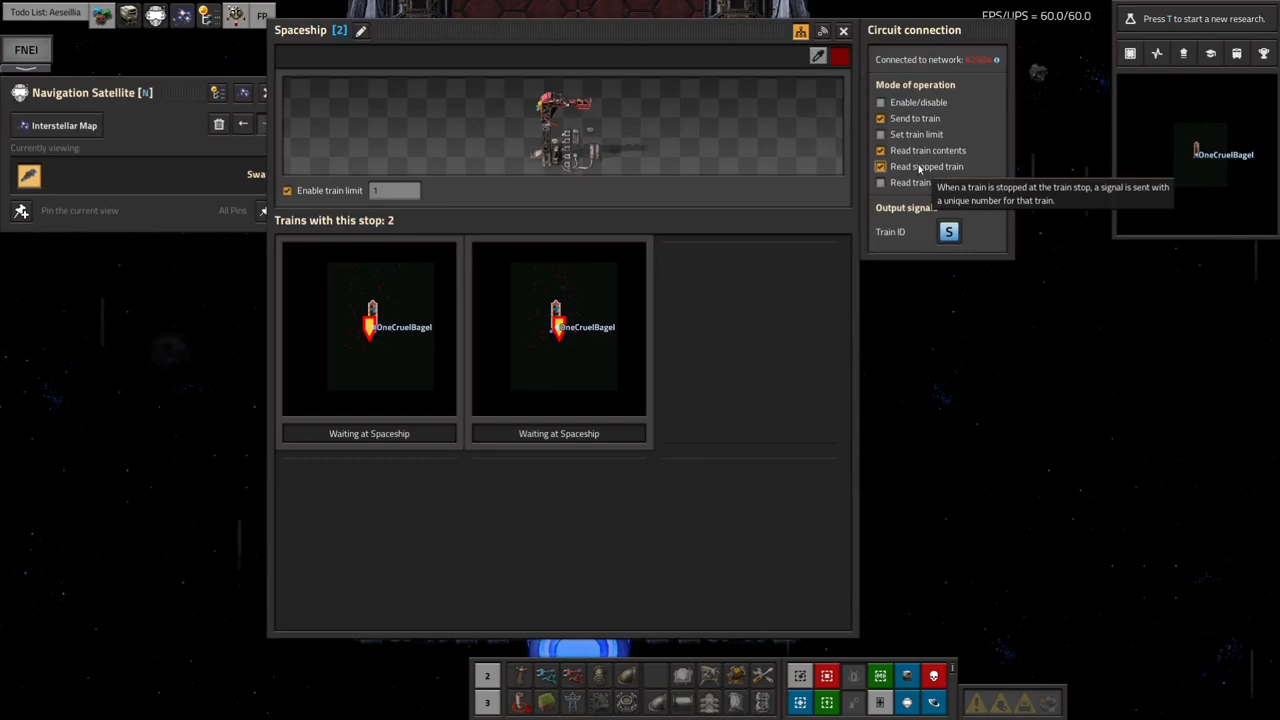 Todo List: Aeseillia
FP
FNEI
Navigation Satellite [N]
Interstellar Map
Currently viewing:
Swa
Pin the current view
All Pins
Spaceship [2]
Enable train limit
1
Trains with this stop: 2
OneCruelBagel
OneCruelBagel
Waiting at Spaceship
Waiting at Spaceship
Circuit connection
Connected to network:
Mode of operation
Enable/disable
Send to train
Set train limit
Read train contents
Read stopped train
Read train
When a train is stopped at the train stop, a signal is sent with
a unique number for that train.
Output signals
Train ID
S
FPS/UPS = 60.0/60.0
Press T to start a new research.
OneCruelBagel
2
3